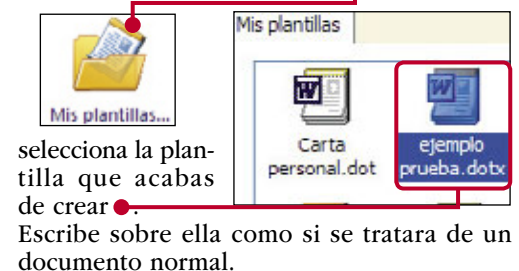 Mis plantillas...
Mis plantillas
Carta
personal.dot
ejemplo
prueba.dotx
selecciona la plan-
tilla que acabas
de crear .
Escribe sobre ella como si se tratara de un
documento normal.